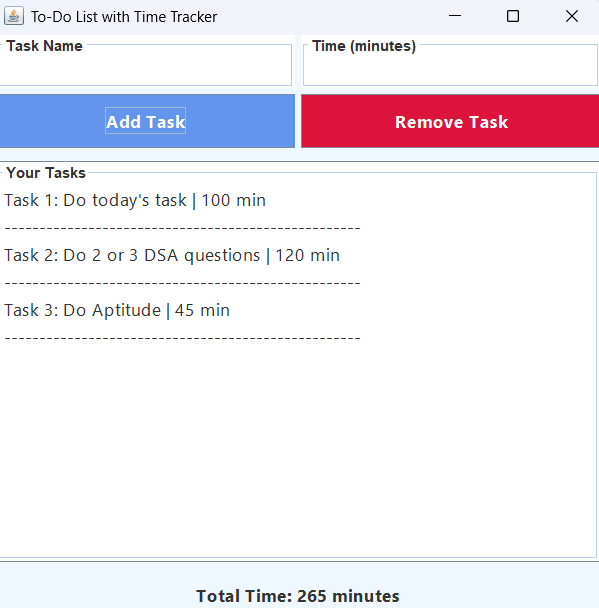 To-Do List with Time Tracker
Task Name
Time (minutes)
Add Task
Remove Task
Your Tasks
Task 1: Do today's task | 100 min
---------------------------------------------------
Task 2: Do 2 or 3 DSA questions | 120 min
---------------------------------------------------
Task 3: Do Aptitude | 45 min
---------------------------------------------------
Total Time: 265 minutes